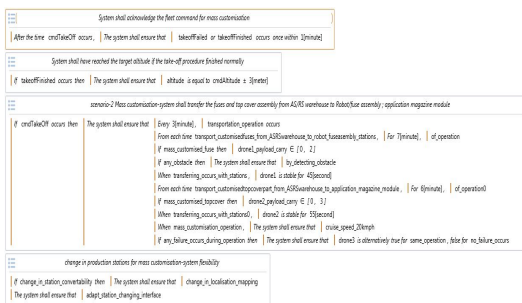 System shall acknowledge the fleet command for mass customisation
After the time cmdTakeOff occurs, The system shall ensure that takeoffFailed or takeoffFinished occurs once within 1[minute]
System shall have reached the target altitude if the take-off procedure finished normally
If takeoffFinished occurs then The system shall ensure that altitude is equal to cmdAltitude ± 3[meter]
scenario-2 Mass customisation-system shall transfer the fuses and top cover assembly from AS/RS warehouse to Robot/fuse assembly ; application magazine module
If cmdTakeOff occurs then The system shall ensure that Every 3[minute], transportation_operation occurs
From each time transport_customisedfuses_from_ASRSwarehouse_to_robot_fuseasembly_stations, For 7[minute], of_operation
If mass_customised_fuse then drone1_payload_carry ∈ [ 0, 2 ]
If any_obstacle then The system shall ensure that by_detecting_obstacle
When transferring_occurs_with_stations, drone1 is stable for 45[second]
From each time transport_customisedtopcoverpart_from_ASRSwarehouse_to_application_magazine_module, For 6[minute], of_operation0
If mass_customised_topcover then drone2_payload_carry ∈ [ 0, 3 ]
When transferring_occurs_with_stations0, drone2 is stable for 55[second]
When mass_customisation_operation, The system shall ensure that cruise_speed_20kmph
If any_failure_occurs_during_operation then The system shall ensure that drone3 is alternatively true for same_operation, false for no_failure_occurs
change in production stations for mass customisation-system flexibility
If change_in_station_convertability then The system shall ensure that change_in_localisation_mapping
The system shall ensure that adapt_station_changing_interface